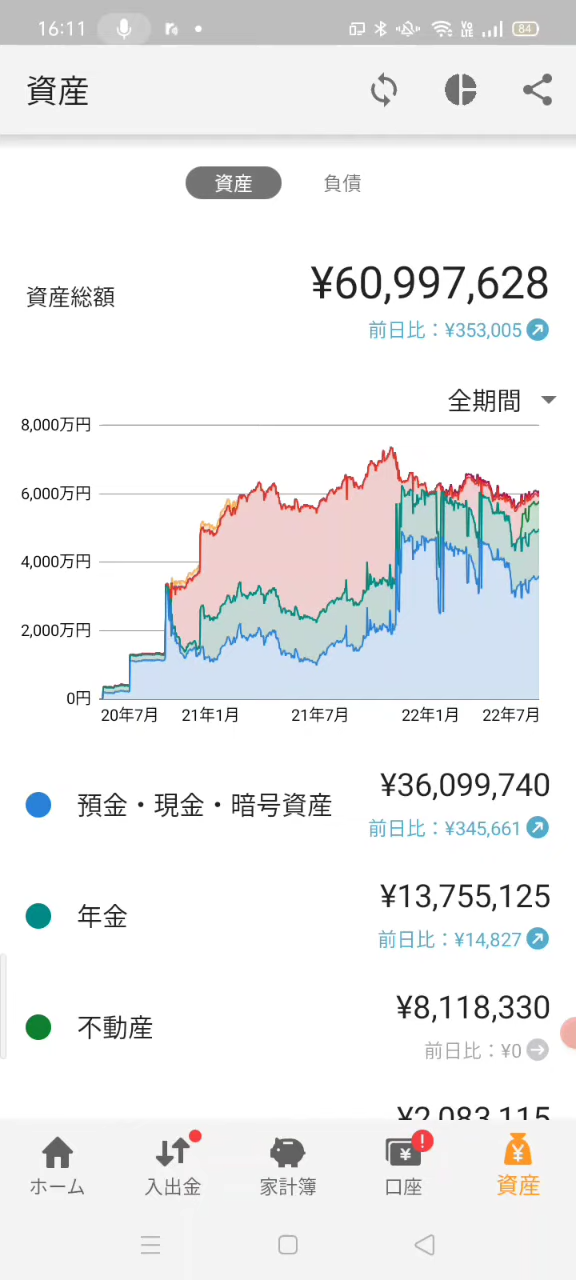 16:11
VO LTE
84
資産
資産
負債
資産総額
¥60,997,628
前日比：¥353,005
全期間
8,000万円
6,000万円
4,000万円
2,000万円
0円
20年7月
21年1月
21年7月
22年1月
22年7月
預金・現金・暗号資産
¥36,099,740
前日比：¥345,661
年金
¥13,755,125
前日比：¥14,827
不動産
¥8,118,330
前日比：¥0
¥2,083,115
ホーム
入出金
家計簿
口座
資産